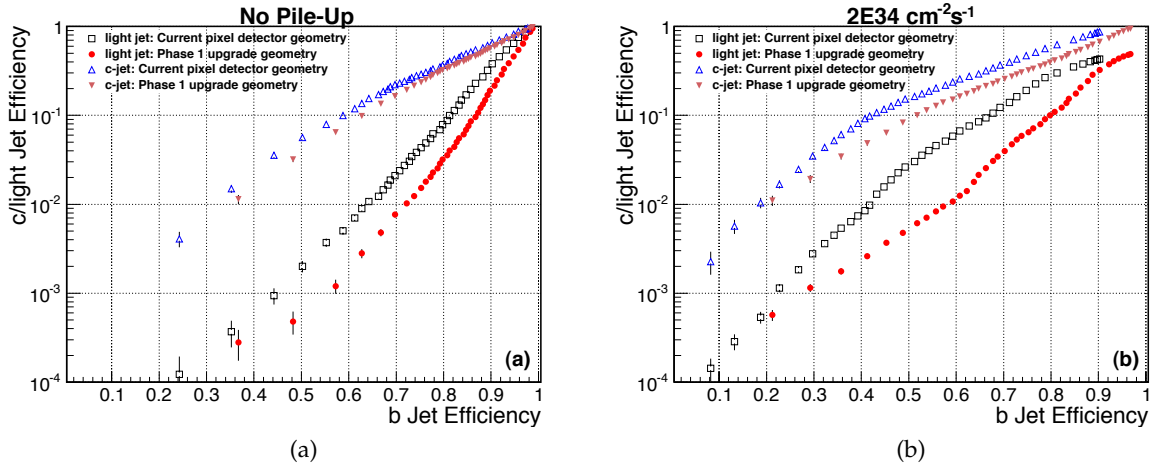 No Pile-Up
c/light Jet Efficiency
1
10⁻¹
10⁻²
10⁻³
10⁻⁴
light jet: Current pixel detector geometry
light jet: Phase 1 upgrade geometry
c-jet: Current pixel detector geometry
c-jet: Phase 1 upgrade geometry
(a)
0.1 0.2 0.3 0.4 0.5 0.6 0.7 0.8 0.9 1
b Jet Efficiency
(a)
2E34 cm⁻²s⁻¹
c/light Jet Efficiency
1
10⁻¹
10⁻²
10⁻³
10⁻⁴
light jet: Current pixel detector geometry
light jet: Phase 1 upgrade geometry
c-jet: Current pixel detector geometry
c-jet: Phase 1 upgrade geometry
(b)
0.1 0.2 0.3 0.4 0.5 0.6 0.7 0.8 0.9 1
b Jet Efficiency
(b)